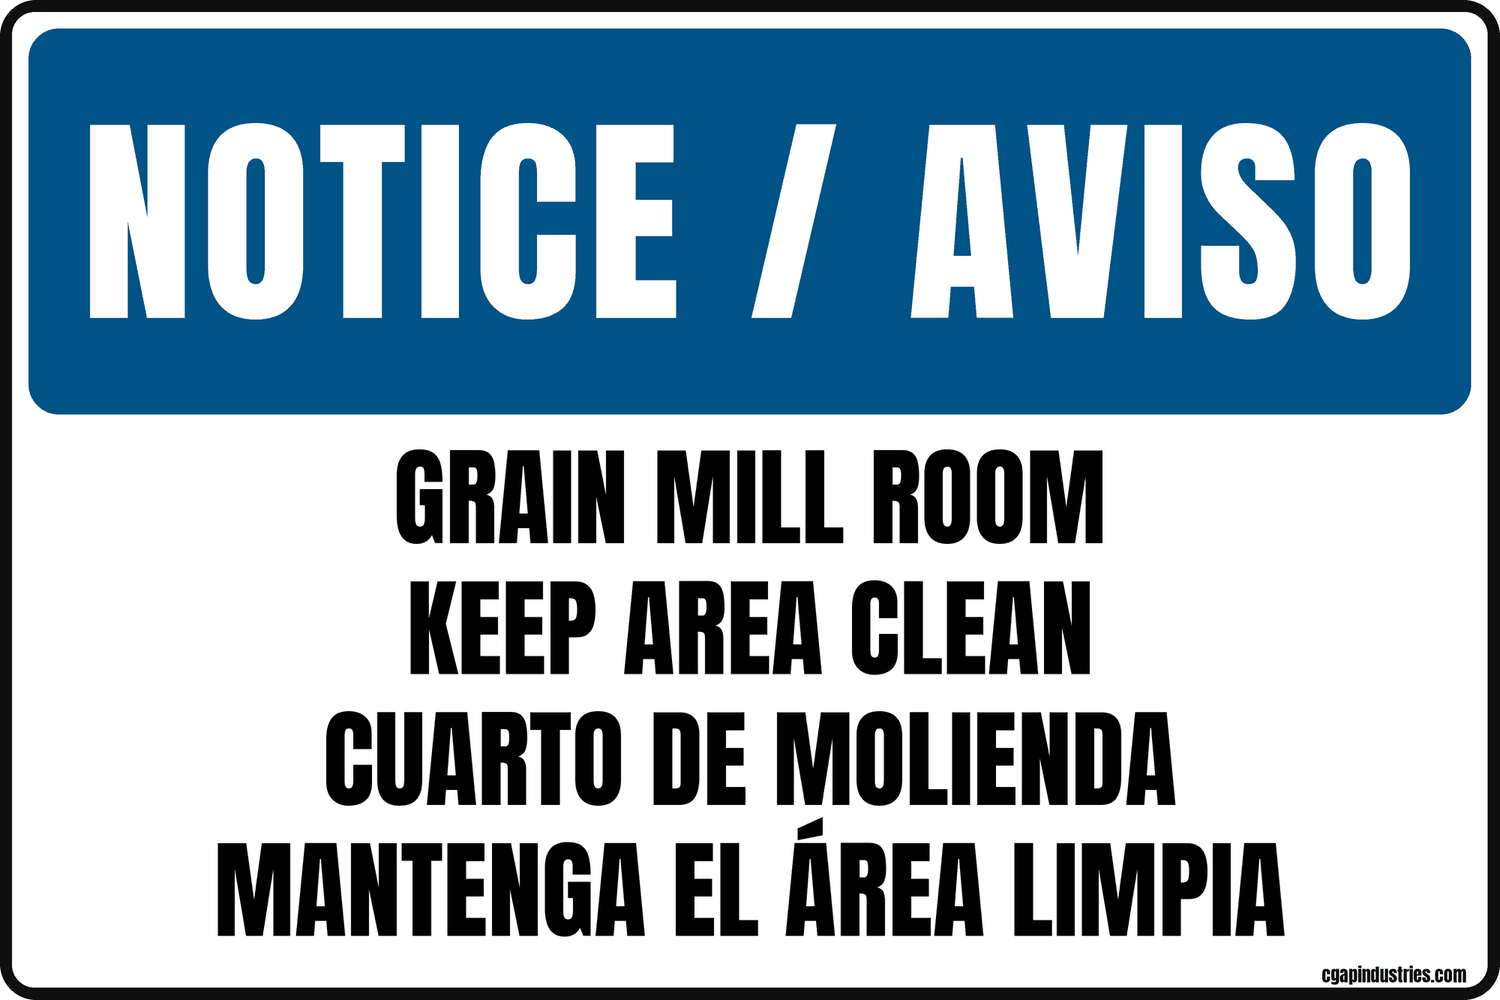 NOTICE / AVISO
GRAIN MILL ROOM
KEEP AREA CLEAN
CUARTO DE MOLIENDA
MANTENGA EL ÁREA LIMPIA
cgapindustries.com